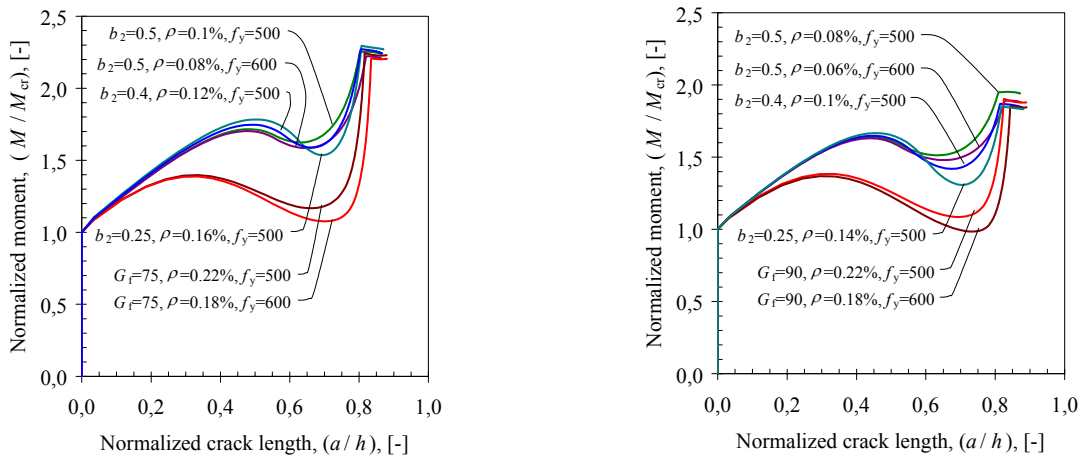 2,5
2,0
1,5
1,0
0,5
0,0
Normalized moment, (M / Mcr), [-]
b2=0.5, ρ=0.1%, fy=500
b2=0.5, ρ=0.08%, fy=600
b2=0.4, ρ=0.12%, fy=500
b2=0.25, ρ=0.16%, fy=500
Gf=75, ρ=0.22%, fy=500
Gf=75, ρ=0.18%, fy=600
0,0 0,2 0,4 0,6 0,8 1,0
Normalized crack length, (a / h), [-]
2,5
2,0
1,5
1,0
0,5
0,0
Normalized moment, (M / Mcr), [-]
b2=0.5, ρ=0.08%, fy=500
b2=0.5, ρ=0.06%, fy=600
b2=0.4, ρ=0.1%, fy=500
b2=0.25, ρ=0.14%, fy=500
Gf=90, ρ=0.22%, fy=500
Gf=90, ρ=0.18%, fy=600
0,0 0,2 0,4 0,6 0,8 1,0
Normalized crack length, (a / h), [-]